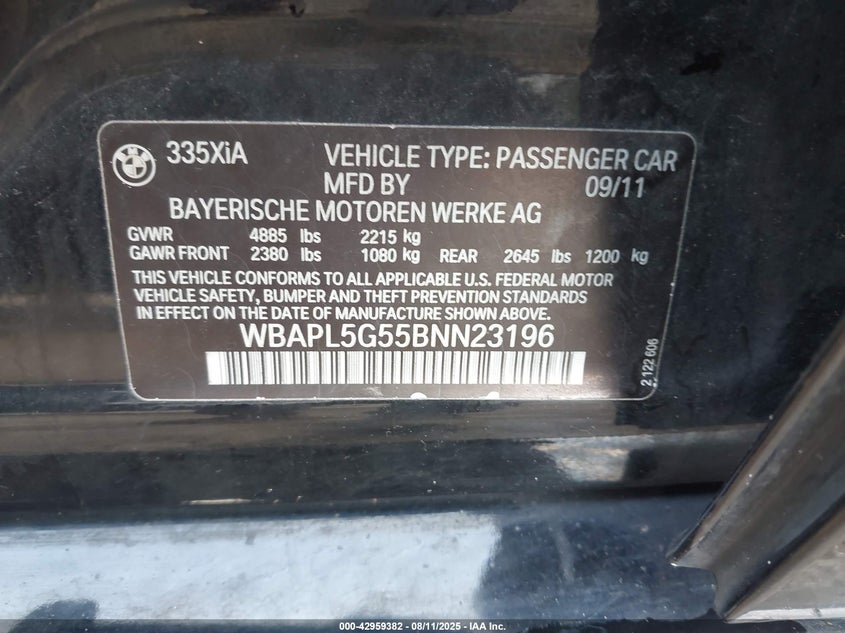 BMW
335XiA VEHICLE TYPE: PASSENGER CAR
MFD BY 09/11
BAYERISCHE MOTOREN WERKE AG
GVWR 4885 lbs 2215 kg
GAWR FRONT 2380 lbs 1080 kg REAR 2645 lbs 1200 kg
THIS VEHICLE CONFORMS TO ALL APPLICABLE U.S. FEDERAL MOTOR
VEHICLE SAFETY, BUMPER AND THEFT PREVENTION STANDARDS
IN EFFECT ON THE DATE OF MANUFACTURE SHOWN ABOVE.
WBAPL5G55BNN23196
2 122 606
000-42959382 - 08/11/2025 - IAA Inc.